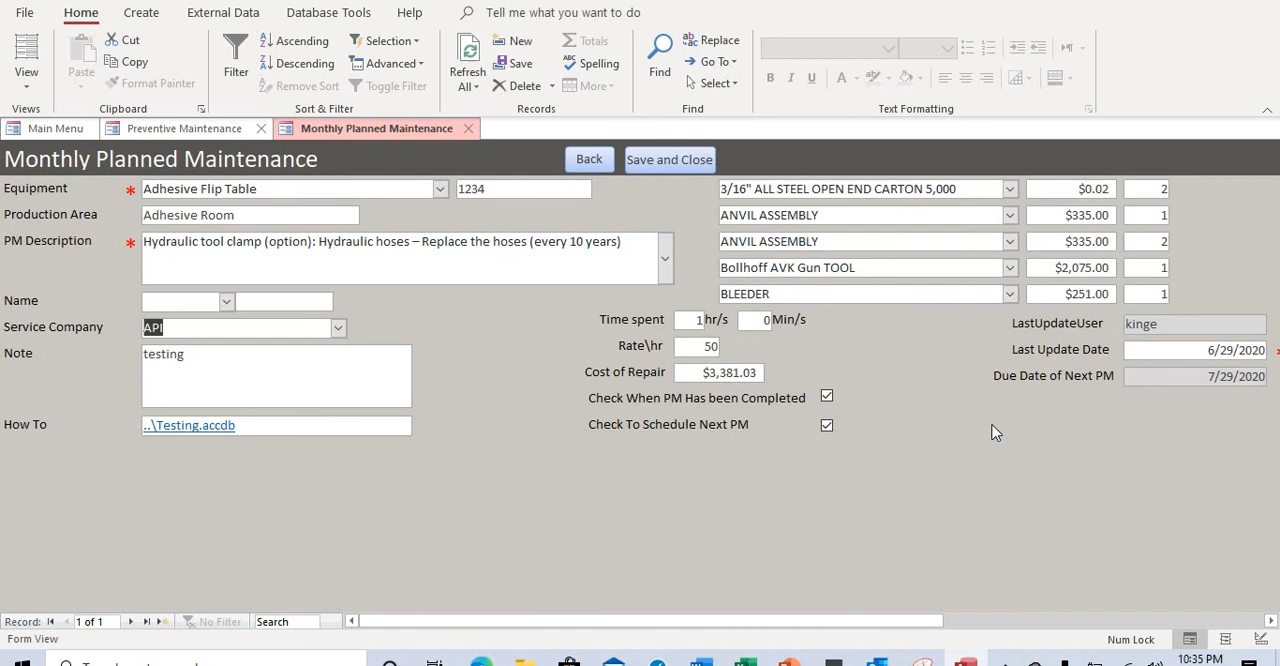 File Home Create External Data Database Tools Help Tell me what you want to do
View
Paste
Cut
Copy
Format Painter
Filter
Ascending
Descending
Remove Sort
Selection
Advanced
Toggle Filter
Refresh
All
New
Save
Delete
Totals
Spelling
More
Find
Replace
Go To
Select
B I U A
Views Clipboard Sort & Filter Records Find Text Formatting
Main Menu Preventive Maintenance Monthly Planned Maintenance
Monthly Planned Maintenance Back Save and Close
Equipment * Adhesive Flip Table 1234
Production Area Adhesive Room
PM Description * Hydraulic tool clamp (option): Hydraulic hoses – Replace the hoses (every 10 years)
Name
Service Company API
Note testing
How To ..\Testing.accdb
3/16" ALL STEEL OPEN END CARTON 5,000 $0.02 2
ANVIL ASSEMBLY $335.00 1
ANVIL ASSEMBLY $335.00 2
Bollhoff AVK Gun TOOL $2,075.00 1
BLEEDER $251.00 1
Time spent 1 hr/s 0 Min/s
Rate\hr 50
Cost of Repair $3,381.03
Check When PM Has been Completed
Check To Schedule Next PM
LastUpdateUser kinge
Last Update Date 6/29/2020 *
Due Date of Next PM 7/29/2020
Record: 1 of 1 No Filter Search
Form View Num Lock
10:35 PM